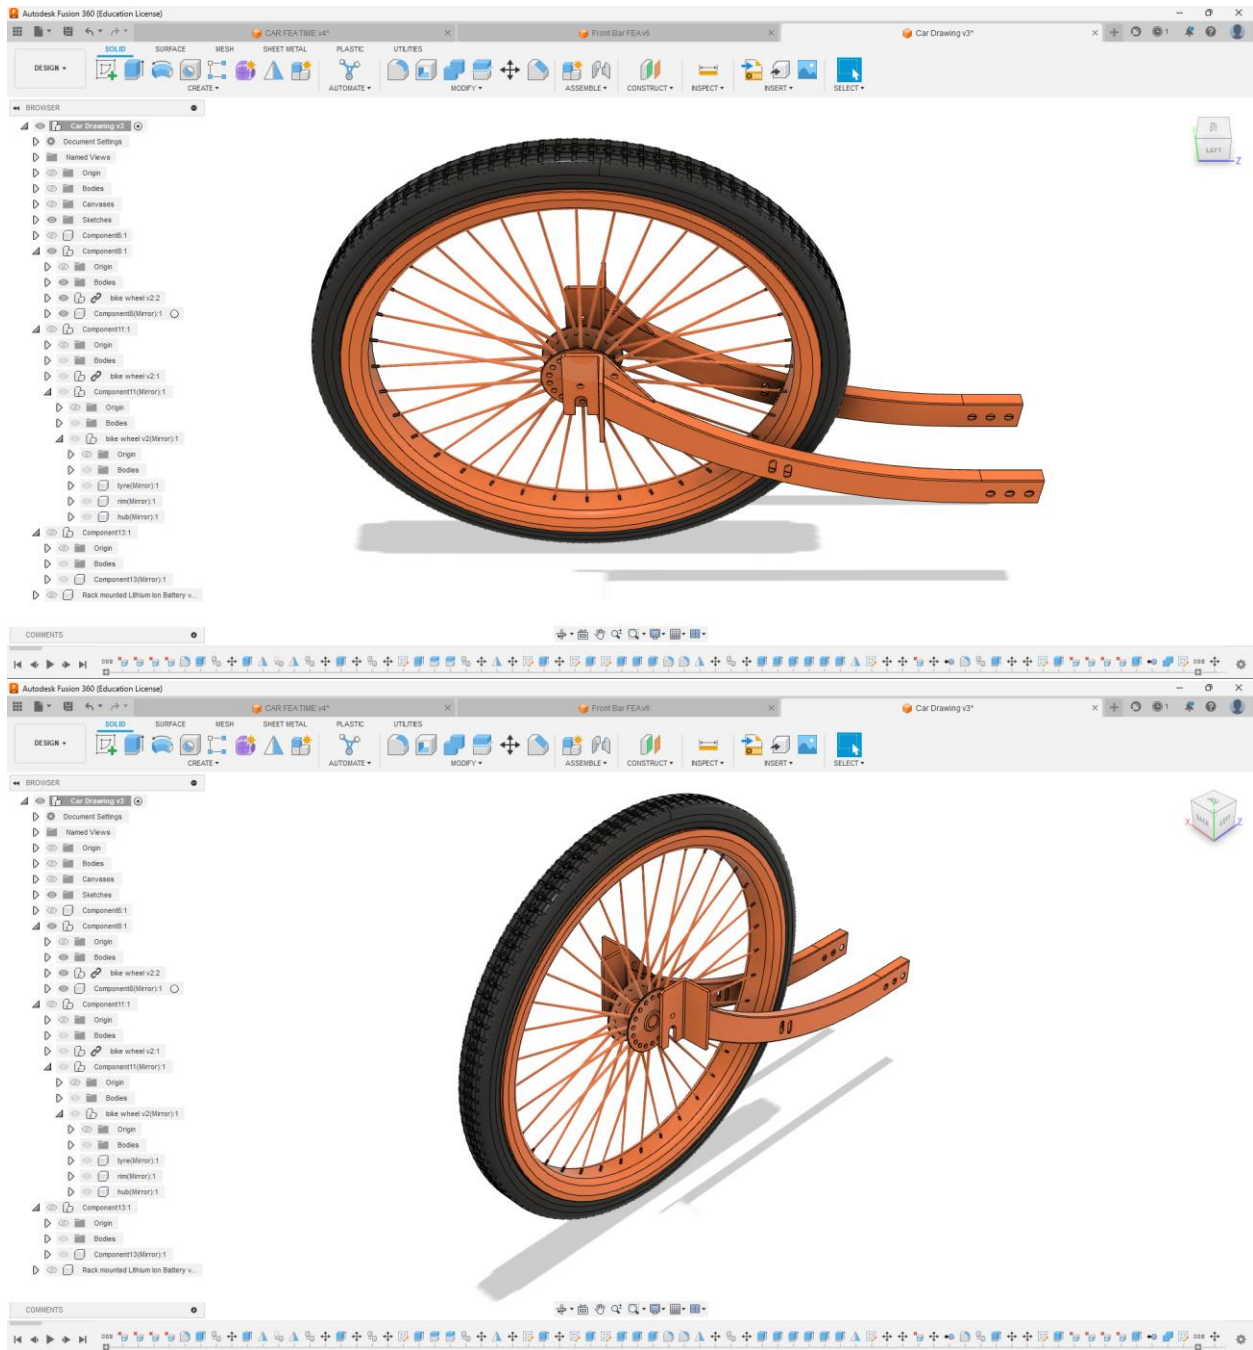 Autodesk Fusion 360 (Education License)
CAR FEA TIME v4*
Front Bar FEA v6
Car Drawing v3*
1
SOLID SURFACE MESH SHEET METAL PLASTIC UTILITIES
DESIGN
CREATE AUTOMATE MODIFY ASSEMBLE CONSTRUCT INSPECT INSERT SELECT
BROWSER
Car Drawing v3
Document Settings
Named Views
Origin
Bodies
Canvases
Sketches
Component6:1
Component8:1
Origin
Bodies
bike wheel v2:2
Component8(Mirror):1
Component11:1
Origin
Bodies
bike wheel v2:1
Component11(Mirror):1
Origin
Bodies
bike wheel v2(Mirror):1
Origin
Bodies
tyre(Mirror):1
rim(Mirror):1
hub(Mirror):1
Component13:1
Origin
Bodies
Component13(Mirror):1
Rack mounted Lithium Ion Battery v...
LEFT
Z
COMMENTS
Autodesk Fusion 360 (Education License)
CAR FEA TIME v4*
Front Bar FEA v6
Car Drawing v3*
1
SOLID SURFACE MESH SHEET METAL PLASTIC UTILITIES
DESIGN
CREATE AUTOMATE MODIFY ASSEMBLE CONSTRUCT INSPECT INSERT SELECT
BROWSER
Car Drawing v3
Document Settings
Named Views
Origin
Bodies
Canvases
Sketches
Component6:1
Component8:1
Origin
Bodies
bike wheel v2:2
Component8(Mirror):1
Component11:1
Origin
Bodies
bike wheel v2:1
Component11(Mirror):1
Origin
Bodies
bike wheel v2(Mirror):1
Origin
Bodies
tyre(Mirror):1
rim(Mirror):1
hub(Mirror):1
Component13:1
Origin
Bodies
Component13(Mirror):1
Rack mounted Lithium Ion Battery v...
BACK LEFT
X Z
COMMENTS